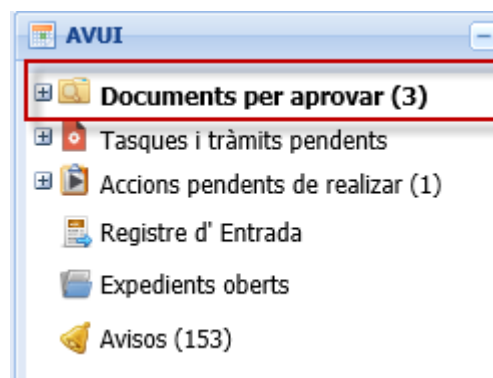 AVUI
Documents per aprovar (3)
Tasques i tràmits pendents
Accions pendents de realizar (1)
Registre d' Entrada
Expedients oberts
Avisos (153)